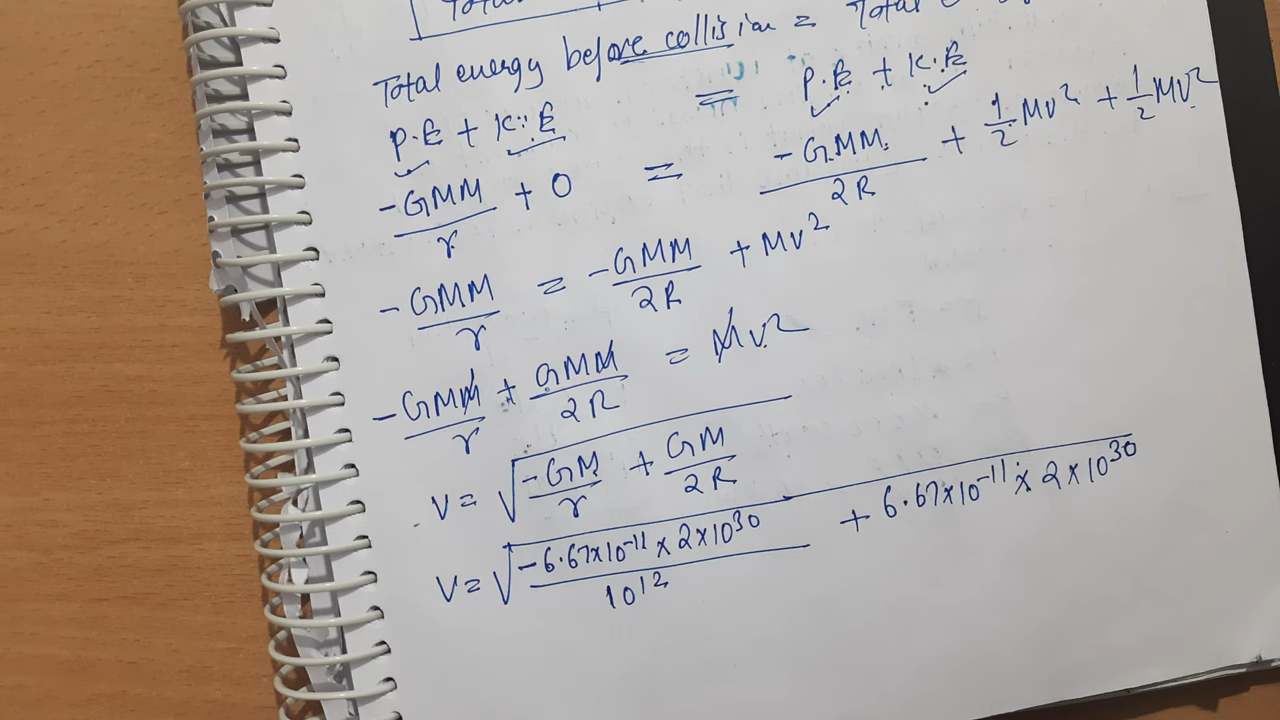 Total
Total energy before collision = Total e
P.E + K.E = P.E + K.E
-GMM/r + 0 = -GMM/2R + 1/2 MV² + 1/2 MV²
-GMM/r = -GMM/2R + MV²
-GMM/r + GMM/2R = MV²
V = √(-GM/r + GM/2R)
V = √(-6.67×10⁻¹¹ × 2×10³⁰/10¹² + 6.67×10⁻¹¹ × 2×10³⁰)